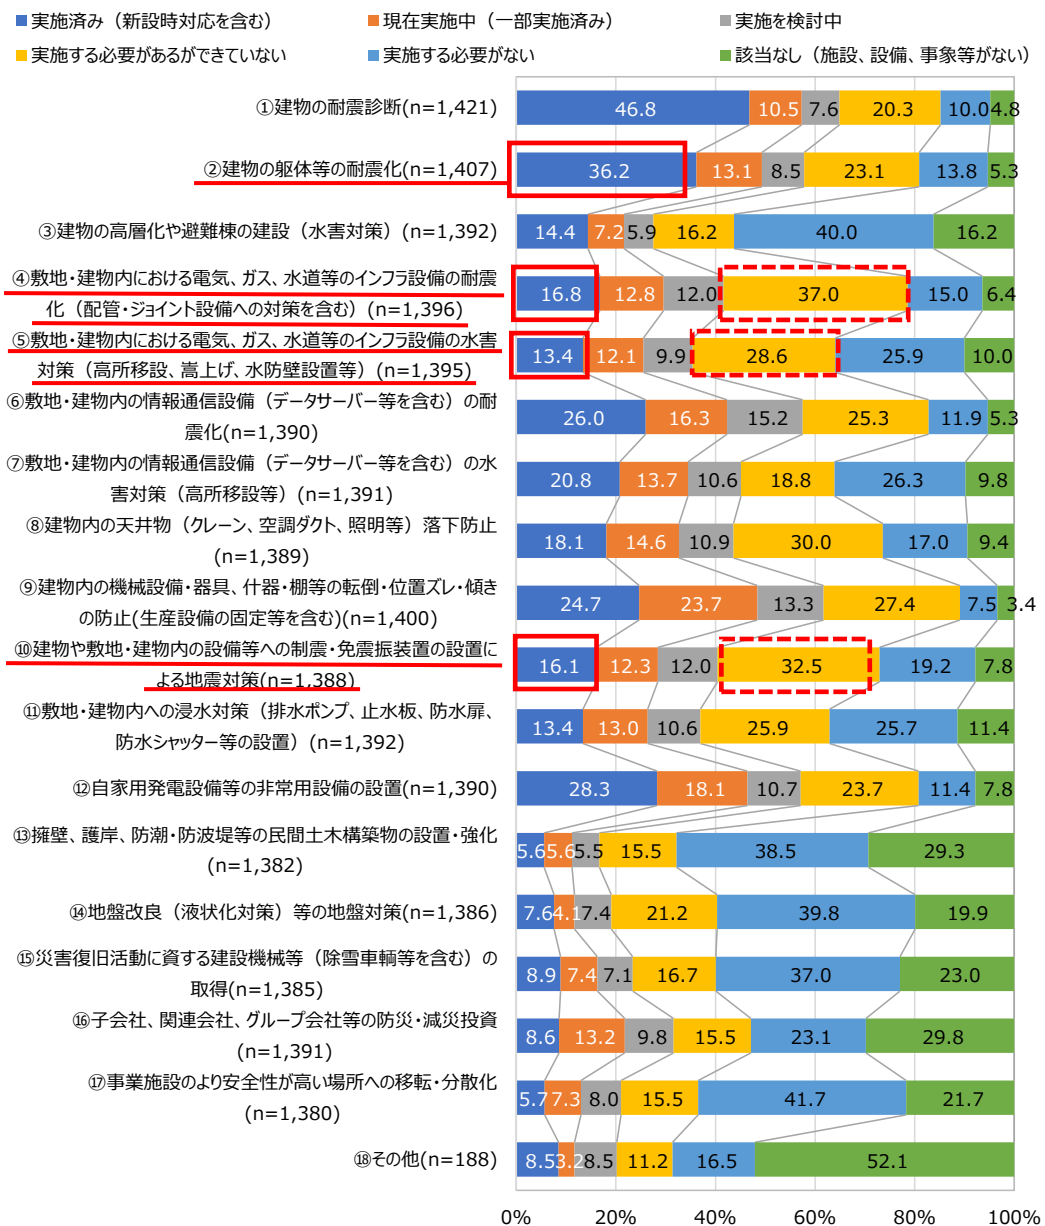 実施済み（新設時対応を含む）
現在実施中（一部実施済み）
実施を検討中
実施する必要があるができていない
実施する必要がない
該当なし（施設、設備、事象等がない）
①建物の耐震診断(n=1,421)
46.8 10.5 7.6 20.3 10.0 4.8
②建物の躯体等の耐震化(n=1,407)
36.2 13.1 8.5 23.1 13.8 5.3
③建物の高層化や避難棟の建設（水害対策）(n=1,392)
14.4 7.2 5.9 16.2 40.0 16.2
④敷地・建物内における電気、ガス、水道等のインフラ設備の耐震
化（配管・ジョイント設備への対策を含む）(n=1,396)
16.8 12.8 12.0 37.0 15.0 6.4
⑤敷地・建物内における電気、ガス、水道等のインフラ設備の水害
対策（高所移設、嵩上げ、水防壁設置等）(n=1,395)
13.4 12.1 9.9 28.6 25.9 10.0
⑥敷地・建物内の情報通信設備（データサーバー等を含む）の耐
震化(n=1,390)
26.0 16.3 15.2 25.3 11.9 5.3
⑦敷地・建物内の情報通信設備（データサーバー等を含む）の水
害対策（高所移設等）(n=1,391)
20.8 13.7 10.6 18.8 26.3 9.8
⑧建物内の天井物（クレーン、空調ダクト、照明等）落下防止
(n=1,389)
18.1 14.6 10.9 30.0 17.0 9.4
⑨建物内の機械設備・器具、什器・棚等の転倒・位置ズレ・傾き
の防止(生産設備の固定等を含む)(n=1,400)
24.7 23.7 13.3 27.4 7.5 3.4
⑩建物や敷地・建物内の設備等への制震・免震振装置の設置に
よる地震対策(n=1,388)
16.1 12.3 12.0 32.5 19.2 7.8
⑪敷地・建物内への浸水対策（排水ポンプ、止水板、防水扉、
防水シャッター等の設置）(n=1,392)
13.4 13.0 10.6 25.9 25.7 11.4
⑫自家用発電設備等の非常用設備の設置(n=1,390)
28.3 18.1 10.7 23.7 11.4 7.8
⑬擁壁、護岸、防潮・防波堤等の民間土木構築物の設置・強化
(n=1,382)
5.6 5.6 5.5 15.5 38.5 29.3
⑭地盤改良（液状化対策）等の地盤対策(n=1,386)
7.6 4.1 7.4 21.2 39.8 19.9
⑮災害復旧活動に資する建設機械等（除雪車輌等を含む）の
取得(n=1,385)
8.9 7.4 7.1 16.7 37.0 23.0
⑯子会社、関連会社、グループ会社等の防災・減災投資
(n=1,391)
8.6 13.2 9.8 15.5 23.1 29.8
⑰事業施設のより安全性が高い場所への移転・分散化
(n=1,380)
5.7 7.3 8.0 15.5 41.7 21.7
⑱その他(n=188)
8.5 3.2 8.5 11.2 16.5 52.1
0% 20% 40% 60% 80% 100%